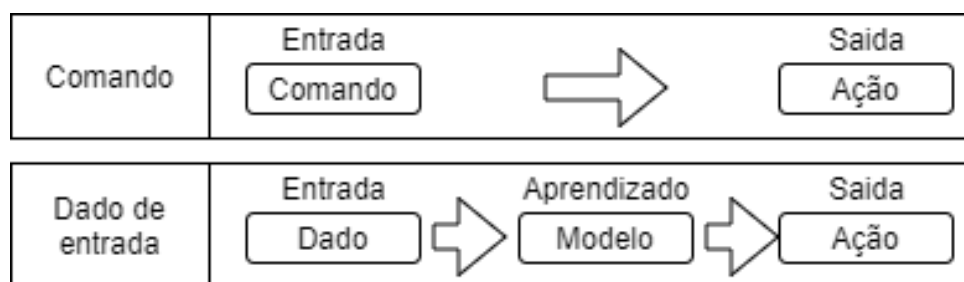 Comando
Entrada
Comando
Saida
Ação
Dado de
entrada
Entrada
Dado
Aprendizado
Modelo
Saida
Ação